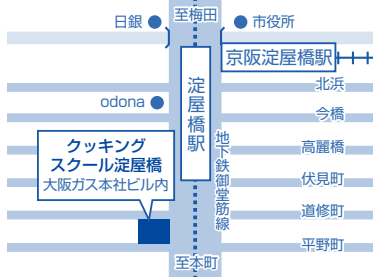 至梅田
日銀
市役所
京阪淀屋橋駅
淀屋橋駅
北浜
odona
今橋
地下鉄御堂筋線
高麗橋
クッキング
スクール淀屋橋
大阪ガス本社ビル内
伏見町
道修町
平野町
至本町